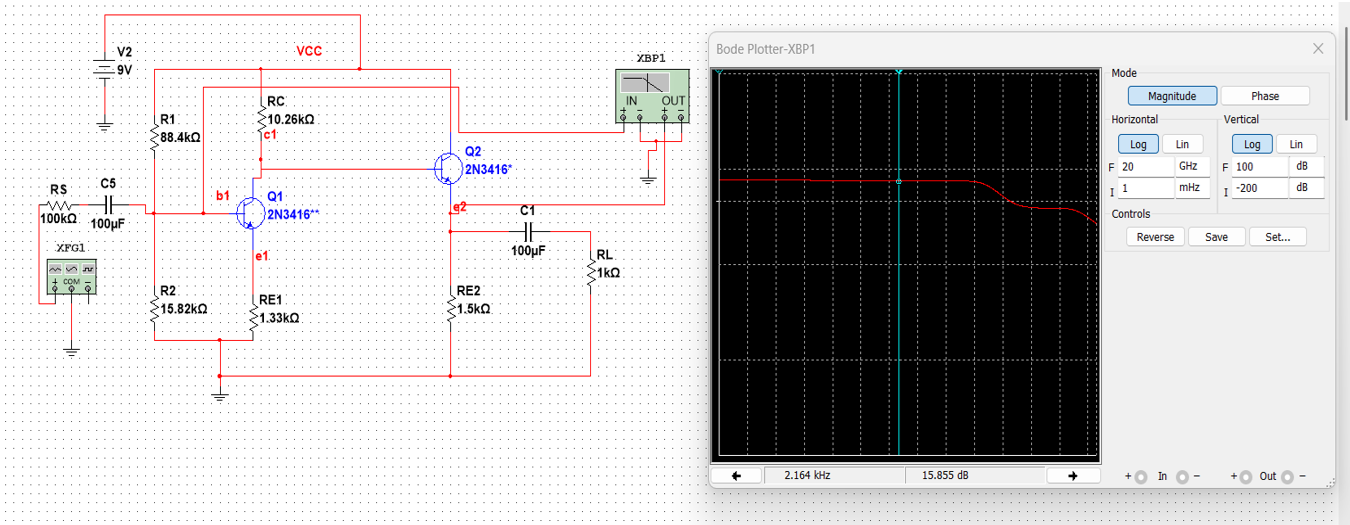 V2
9V
VCC
R1
88.4kΩ
RC
10.26kΩ
c1
Q2
2N3416*
XBP1
IN OUT
+ − + −
RS
100kΩ
C5
100µF
b1
Q1
2N3416**
e1
e2
C1
100µF
RL
1kΩ
XFG1
+ COM −
R2
15.82kΩ
RE1
1.33kΩ
RE2
1.5kΩ
Bode Plotter-XBP1
Mode
Magnitude Phase
Horizontal Vertical
Log Lin Log Lin
F 20 GHz F 100 dB
I 1 mHz I -200 dB
Controls
Reverse Save Set...
2.164 kHz 15.855 dB
+ In − + Out −